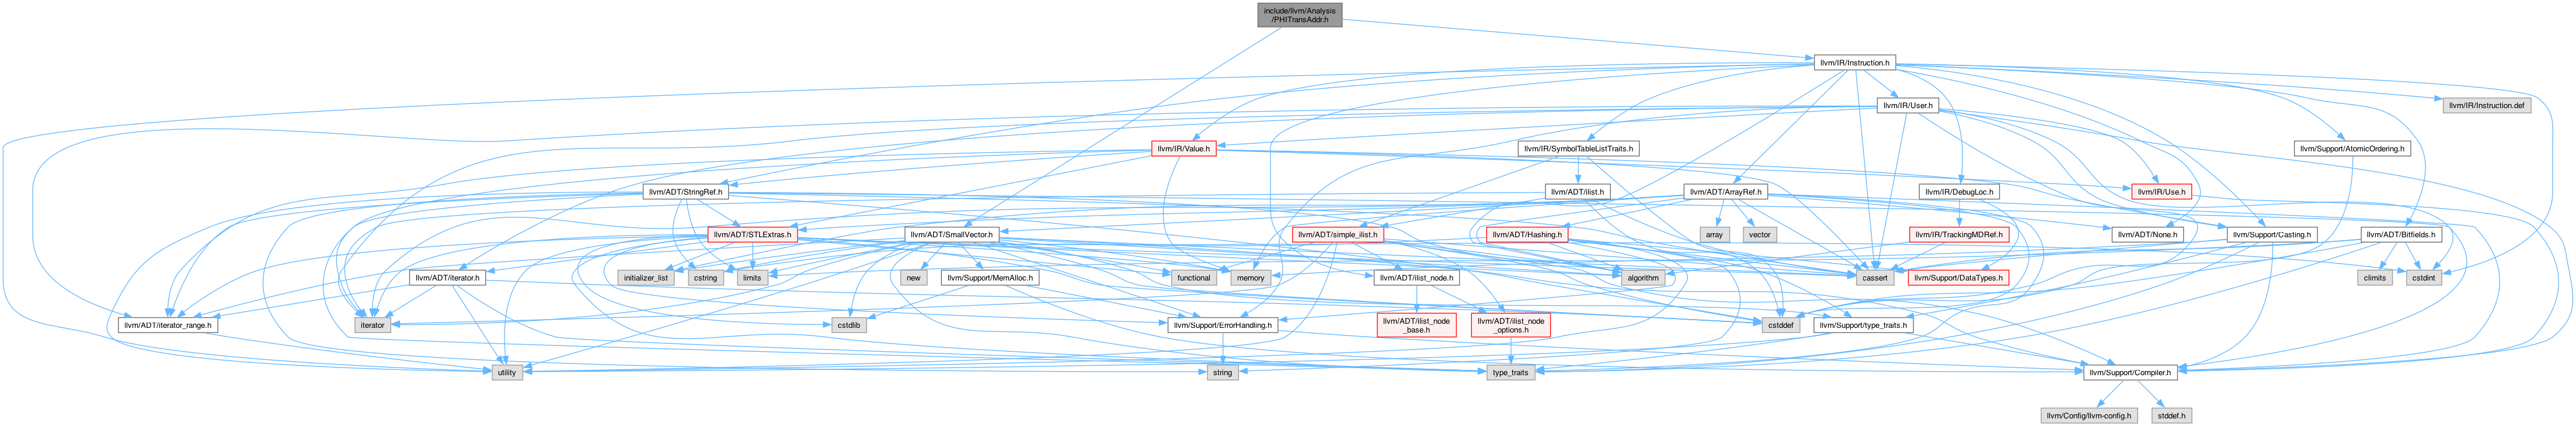 include/llvm/Analysis
/PHITransAddr.h
llvm/IR/Instruction.h
llvm/IR/User.h
llvm/IR/Instruction.def
llvm/IR/Value.h
llvm/IR/SymbolTableListTraits.h
llvm/Support/AtomicOrdering.h
llvm/ADT/StringRef.h
llvm/ADT/ilist.h
llvm/ADT/ArrayRef.h
llvm/IR/DebugLoc.h
llvm/IR/Use.h
llvm/ADT/STLExtras.h
llvm/ADT/SmallVector.h
llvm/ADT/simple_ilist.h
llvm/ADT/Hashing.h
array
vector
llvm/IR/TrackingMDRef.h
llvm/ADT/None.h
llvm/Support/Casting.h
llvm/ADT/Bitfields.h
llvm/ADT/iterator.h
initializer_list
cstring
limits
new
llvm/Support/MemAlloc.h
functional
memory
llvm/ADT/ilist_node.h
algorithm
cassert
llvm/Support/DataTypes.h
climits
cstdint
llvm/ADT/iterator_range.h
iterator
cstdlib
llvm/Support/ErrorHandling.h
llvm/ADT/ilist_node
_base.h
llvm/ADT/ilist_node
_options.h
cstddef
llvm/Support/type_traits.h
utility
string
type_traits
llvm/Support/Compiler.h
llvm/Config/llvm-config.h
stddef.h